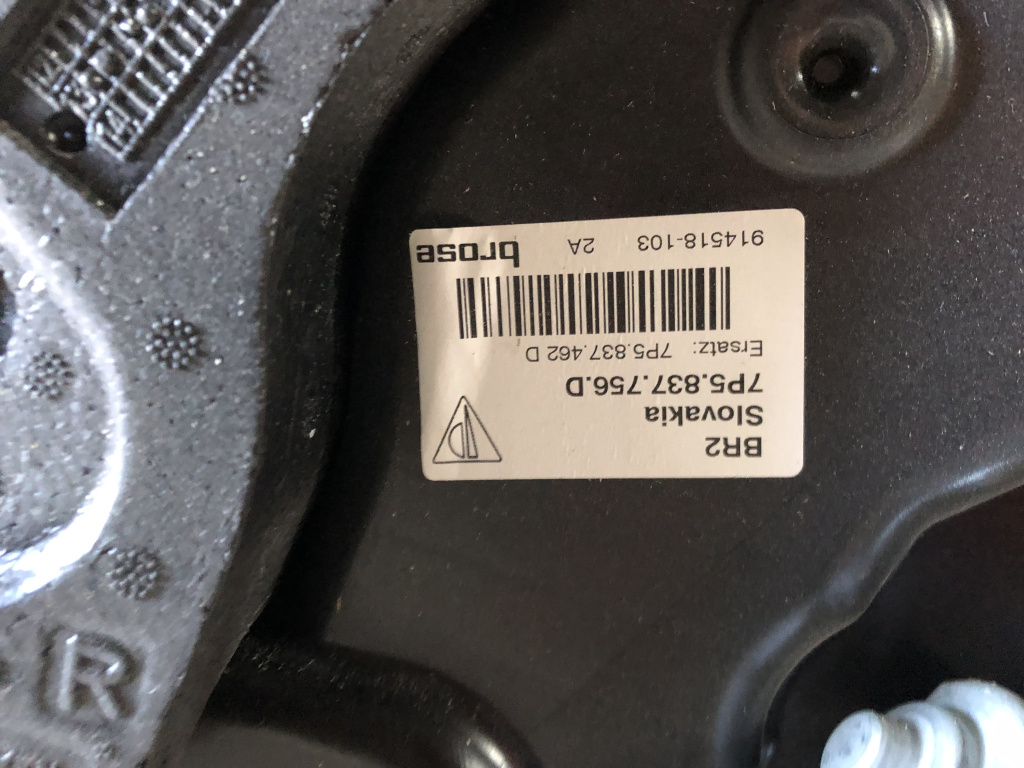 BR2
Slovakia
7P5.837.756.D
Ersatz: 7P5.837.462 D
914518-103 2A brose
R